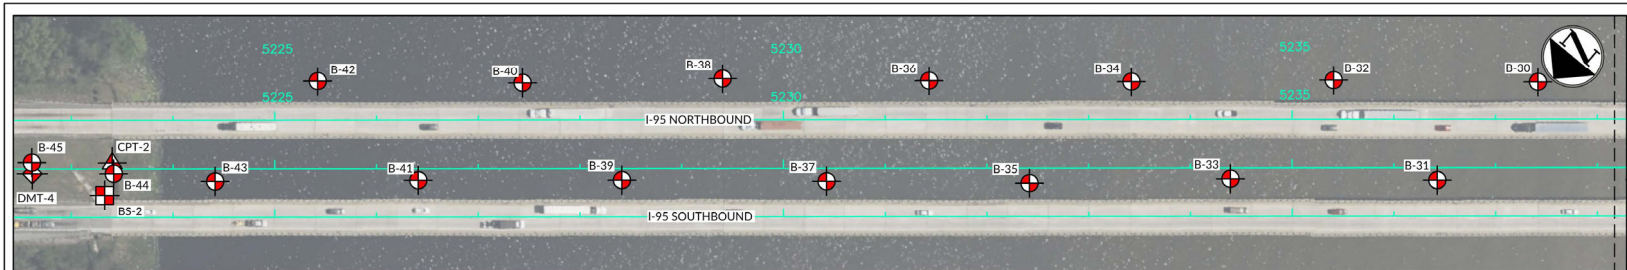 5225
5230
5235
B-42
B-40
B-38
B-36
B-34
B-32
B-30
N
5225
5230
5235
I-95 NORTHBOUND
B-45
CPT-2
B-43
B-41
B-39
B-37
B-35
B-33
B-31
DMT-4
B-44
BS-2
I-95 SOUTHBOUND